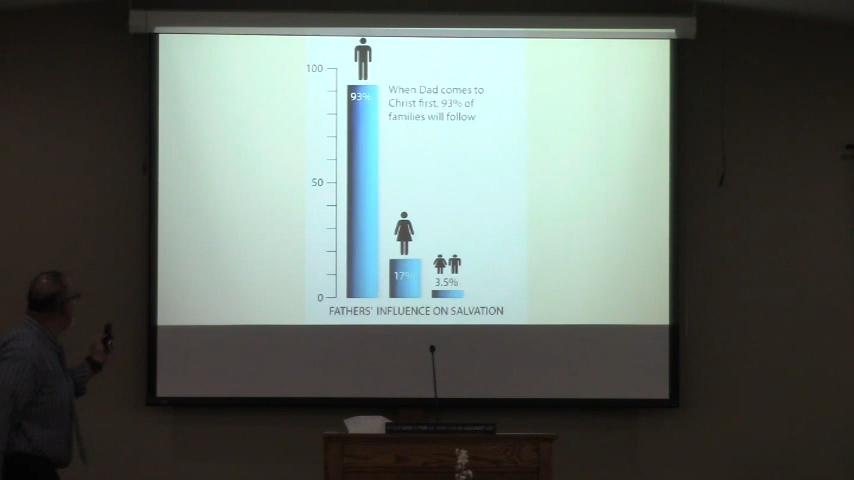 100
93%
When Dad comes to
Christ first, 93% of
families will follow
50
17%
3.5%
0
FATHERS' INFLUENCE ON SALVATION